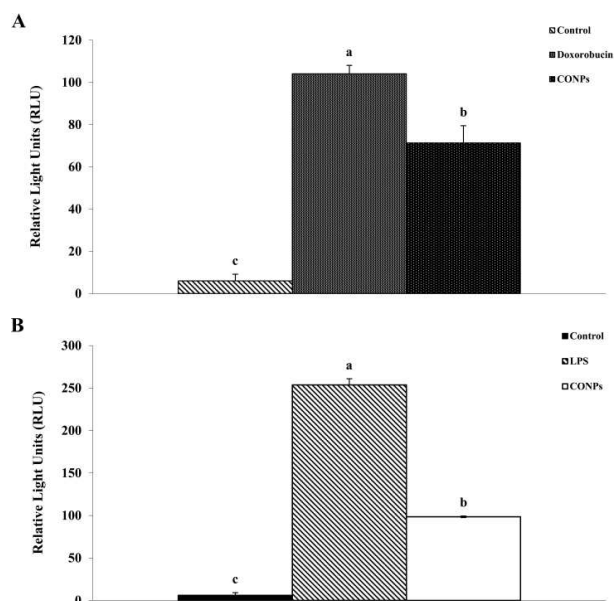 A
Control
Doxorobucin
CONPs
Relative Light Units (RLU)
120
100
80
60
40
20
0
a
b
c
B
Control
LPS
CONPs
Relative Light Units (RLU)
300
250
200
150
100
50
0
a
b
c